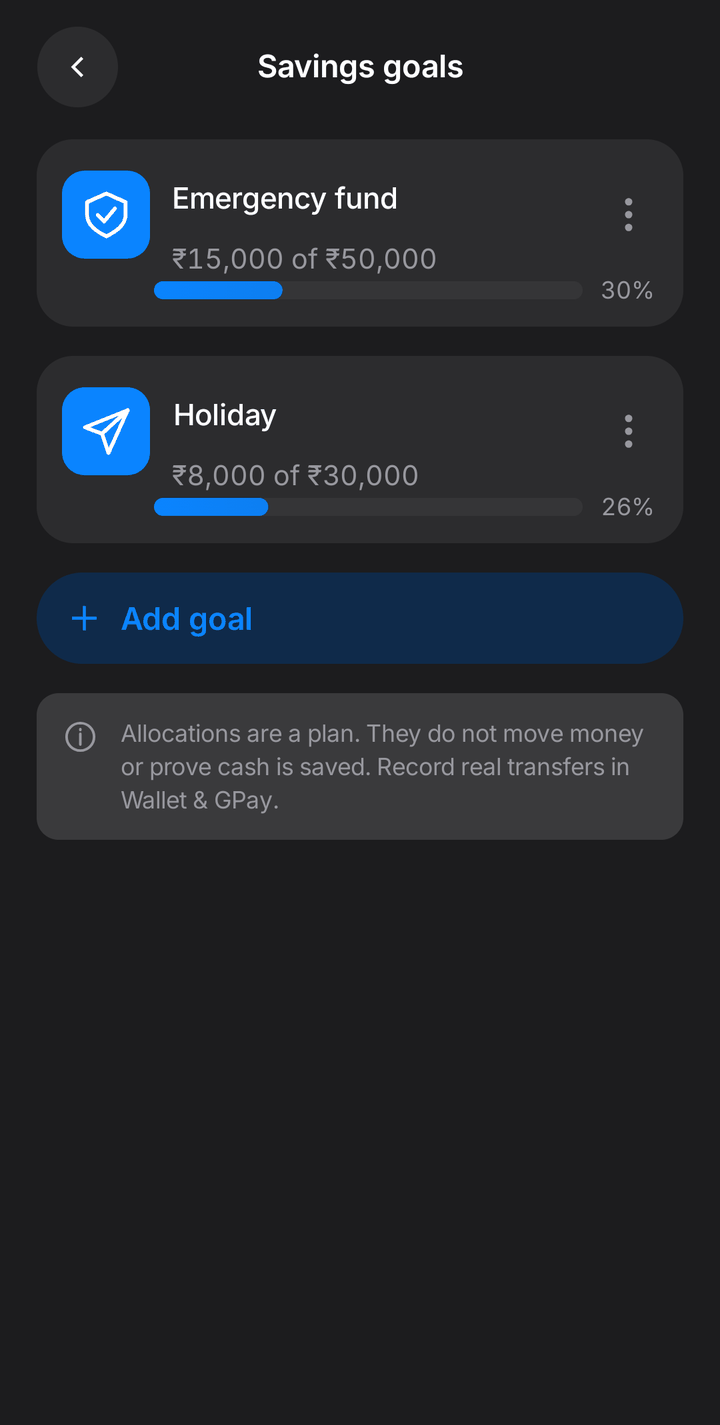 Savings goals
Emergency fund
₹15,000 of ₹50,000
30%
Holiday
₹8,000 of ₹30,000
26%
Add goal
Allocations are a plan. They do not move money
or prove cash is saved. Record real transfers in
Wallet & GPay.